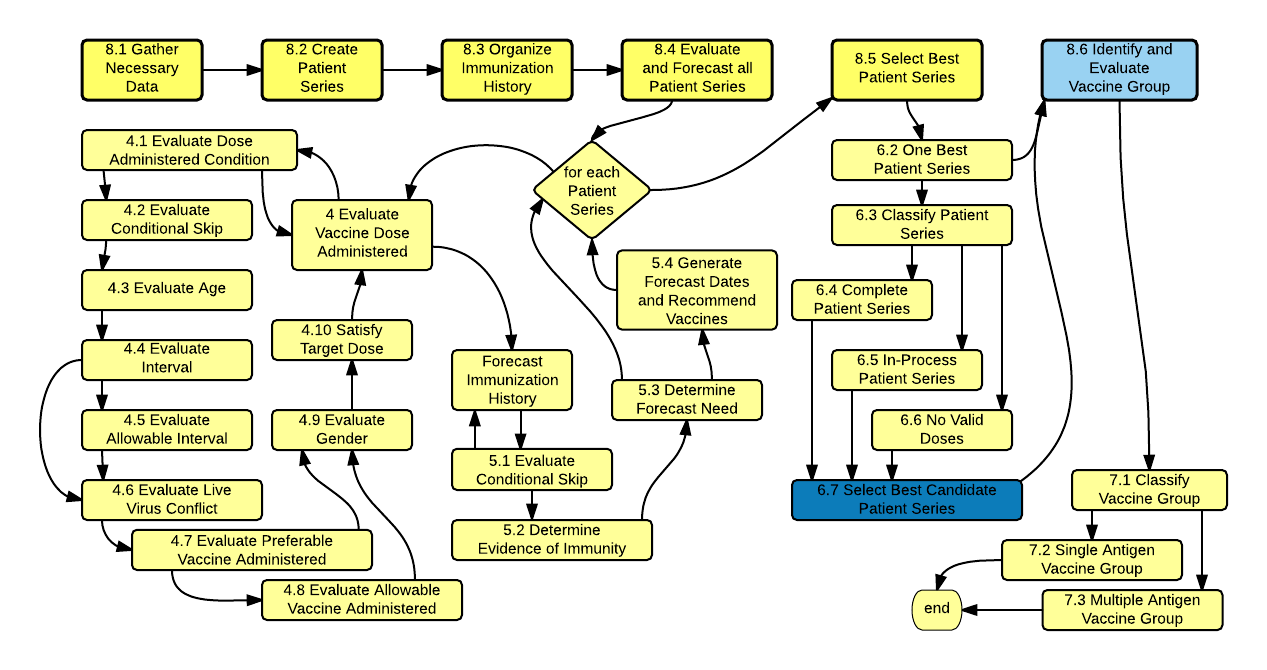 8.1 Gather
Necessary
Data
8.2 Create
Patient
Series
8.3 Organize
Immunization
History
8.4 Evaluate
and Forecast all
Patient Series
8.5 Select Best
Patient Series
8.6 Identify and
Evaluate
Vaccine Group
4.1 Evaluate Dose
Administered Condition
4.2 Evaluate
Conditional Skip
4.3 Evaluate Age
4.4 Evaluate
Interval
4.5 Evaluate
Allowable Interval
4.6 Evaluate Live
Virus Conflict
4.7 Evaluate Preferable
Vaccine Administered
4.8 Evaluate Allowable
Vaccine Administered
4 Evaluate
Vaccine Dose
Administered
4.10 Satisfy
Target Dose
4.9 Evaluate
Gender
for each
Patient
Series
Forecast
Immunization
History
5.1 Evaluate
Conditional Skip
5.2 Determine
Evidence of Immunity
5.4 Generate
Forecast Dates
and Recommend
Vaccines
5.3 Determine
Forecast Need
6.2 One Best
Patient Series
6.3 Classify Patient
Series
6.4 Complete
Patient Series
6.5 In-Process
Patient Series
6.6 No Valid
Doses
6.7 Select Best Candidate
Patient Series
7.1 Classify
Vaccine Group
7.2 Single Antigen
Vaccine Group
7.3 Multiple Antigen
Vaccine Group
end